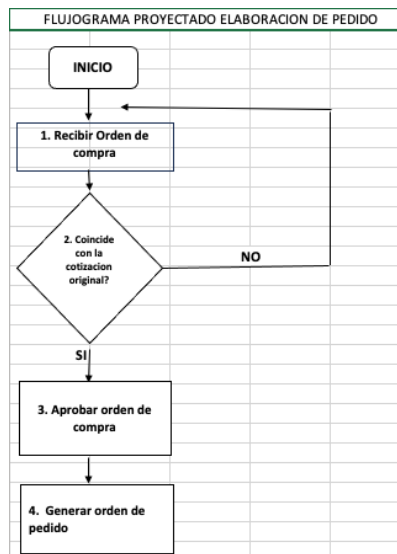 FLUJOGRAMA PROYECTADO ELABORACION DE PEDIDO
INICIO
1. Recibir Orden de
compra
2. Coincide
con la
cotizacion
original?
NO
SI
3. Aprobar orden de
compra
4. Generar orden de
pedido